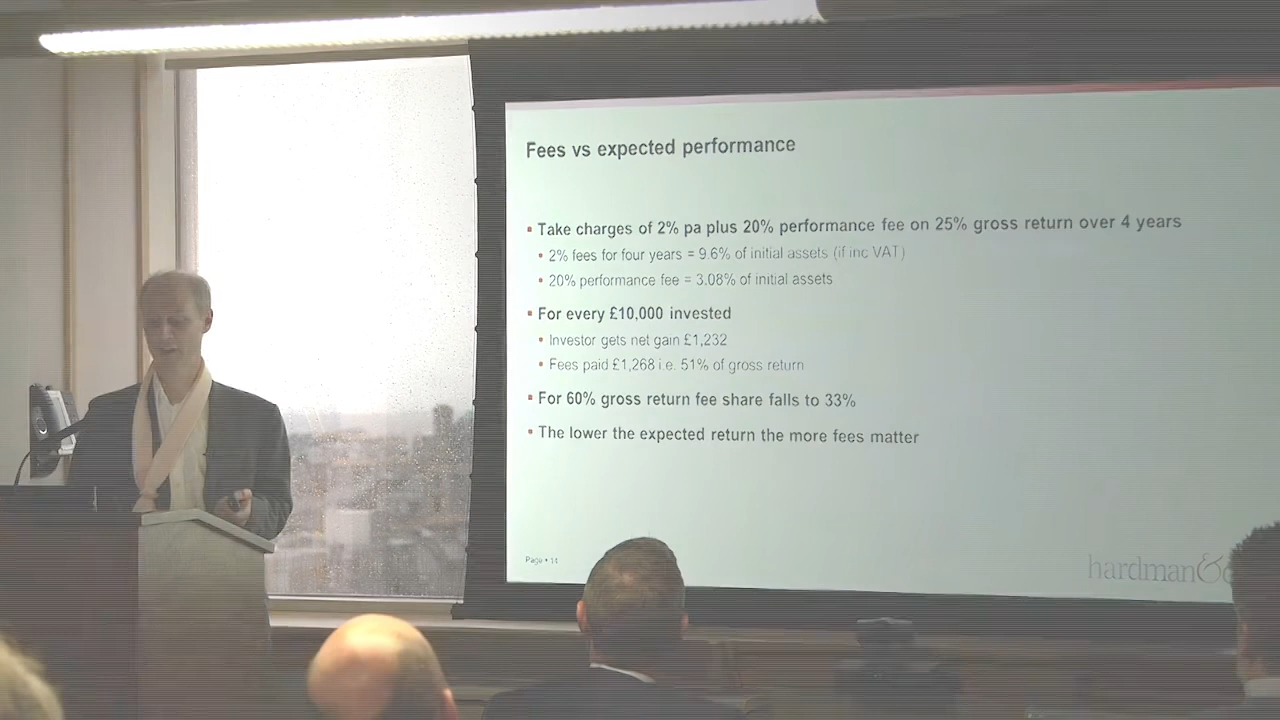 Fees vs expected performance
Take charges of 2% pa plus 20% performance fee on 25% gross return over 4 years
2% fees for four years = 9.6% of initial assets (if inc VAT)
20% performance fee = 3.08% of initial assets
For every £10,000 invested
Investor gets net gain £1,232
Fees paid £1,268 i.e. 51% of gross return
For 60% gross return fee share falls to 33%
The lower the expected return the more fees matter
Page • 14
hardman&